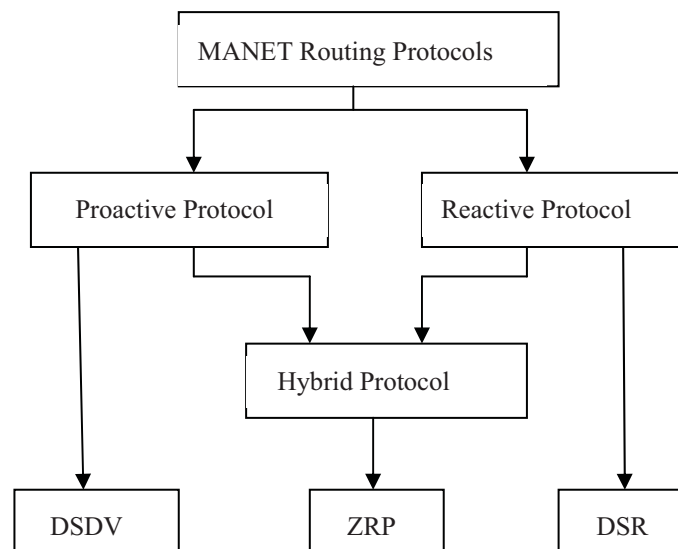 MANET Routing Protocols
Proactive Protocol
Reactive Protocol
Hybrid Protocol
DSDV
ZRP
DSR